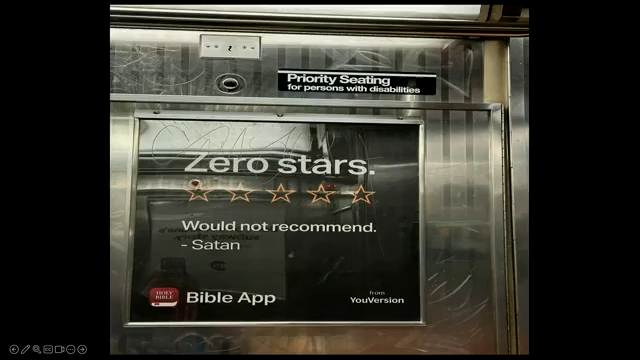 Priority Seating
for persons with disabilities
Zero stars.
Would not recommend.
- Satan
HOLY
BIBLE
Bible App
from
YouVersion